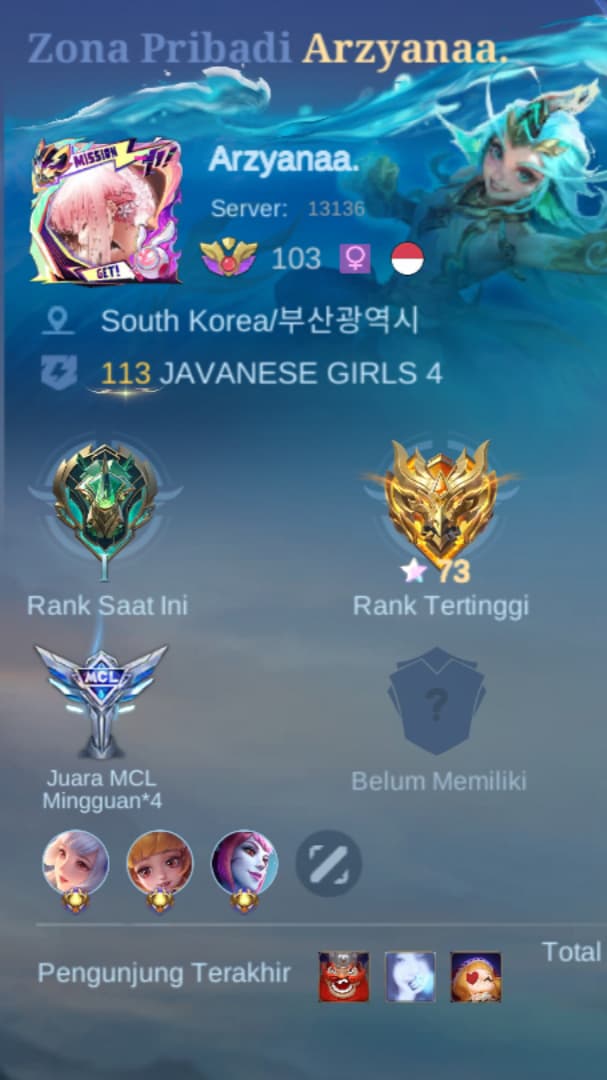 Zona Pribadi Arzyanaa.
MISSION
GET!
Arzyanaa.
Server: 13136
103
South Korea/부산광역시
113 JAVANESE GIRLS 4
I
73
Rank Saat Ini
Rank Tertinggi
MCL
?
Juara MCL
Mingguan*4
Belum Memiliki
Pengunjung Terakhir
Total